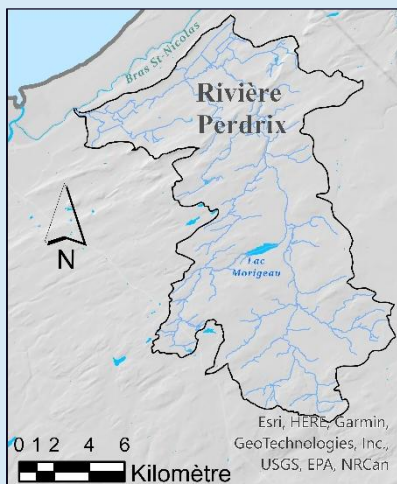 Bras St-Nicolas
Rivière
Perdrix
N
Lac
Morigeau
Esri, HERE, Garmin,
GeoTechnologies, Inc.,
USGS, EPA, NRCan
0 1 2 4 6
Kilomètre